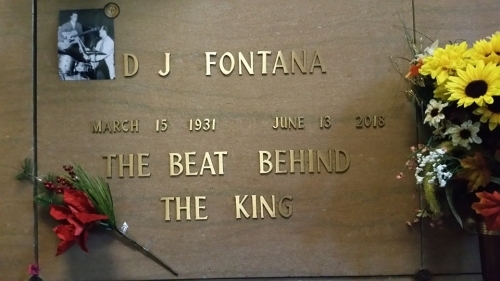 D J FONTANA
MARCH 15 1931 JUNE 13 2018
THE BEAT BEHIND
THE KING